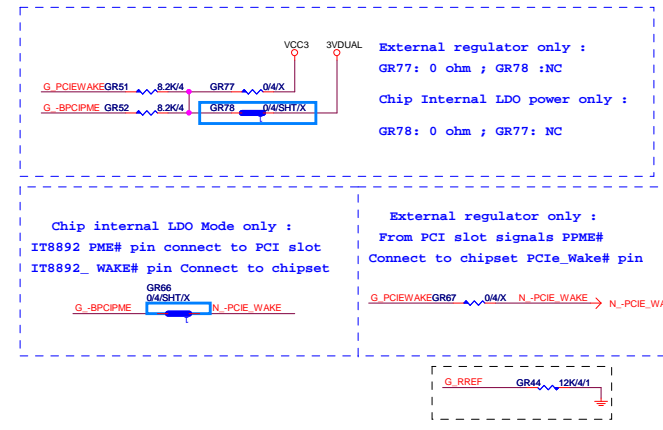 VCC3 3VDUAL
External regulator only :
GR77: 0 ohm ; GR78 :NC
Chip Internal LDO power only :
GR78: 0 ohm ; GR77: NC
G_PCIEWAKE GR51 8.2K/4 GR77 0/4/X
G_-BPCIPME GR52 8.2K/4 GR78 0/4/SHT/X
Chip internal LDO Mode only :
IT8892 PME# pin connect to PCI slot
IT8892_ WAKE# pin Connect to chipset
GR66
0/4/SHT/X
G_-BPCIPME N_-PCIE_WAKE
External regulator only :
From PCI slot signals PPME#
Connect to chipset PCIe_Wake# pin
G_PCIEWAKE GR67 0/4/X N_-PCIE_WAKE N_-PCIE_WA
G_RREF GR44 12K/4/1